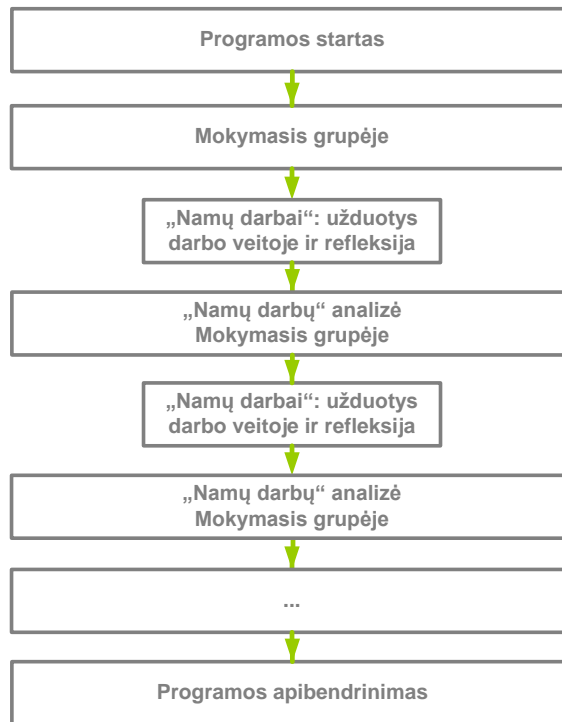 Programos startas
Mokymasis grupėje
„Namų darbai“: užduotys
darbo veitoje ir refleksija
„Namų darbų“ analizė
Mokymasis grupėje
„Namų darbai“: užduotys
darbo veitoje ir refleksija
„Namų darbų“ analizė
Mokymasis grupėje
...
Programos apibendrinimas